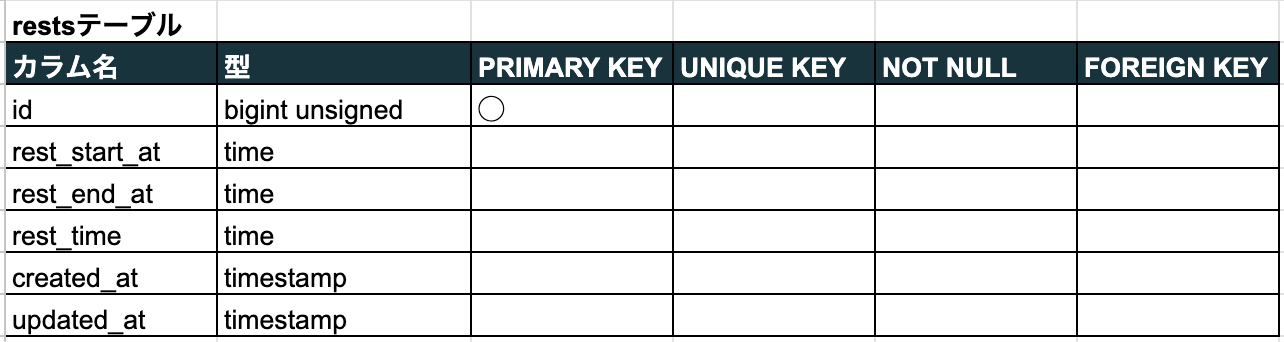 restsテーブル
カラム名 型 PRIMARY KEY UNIQUE KEY NOT NULL FOREIGN KEY
id bigint unsigned ◯
rest_start_at time
rest_end_at time
rest_time time
created_at timestamp
updated_at timestamp